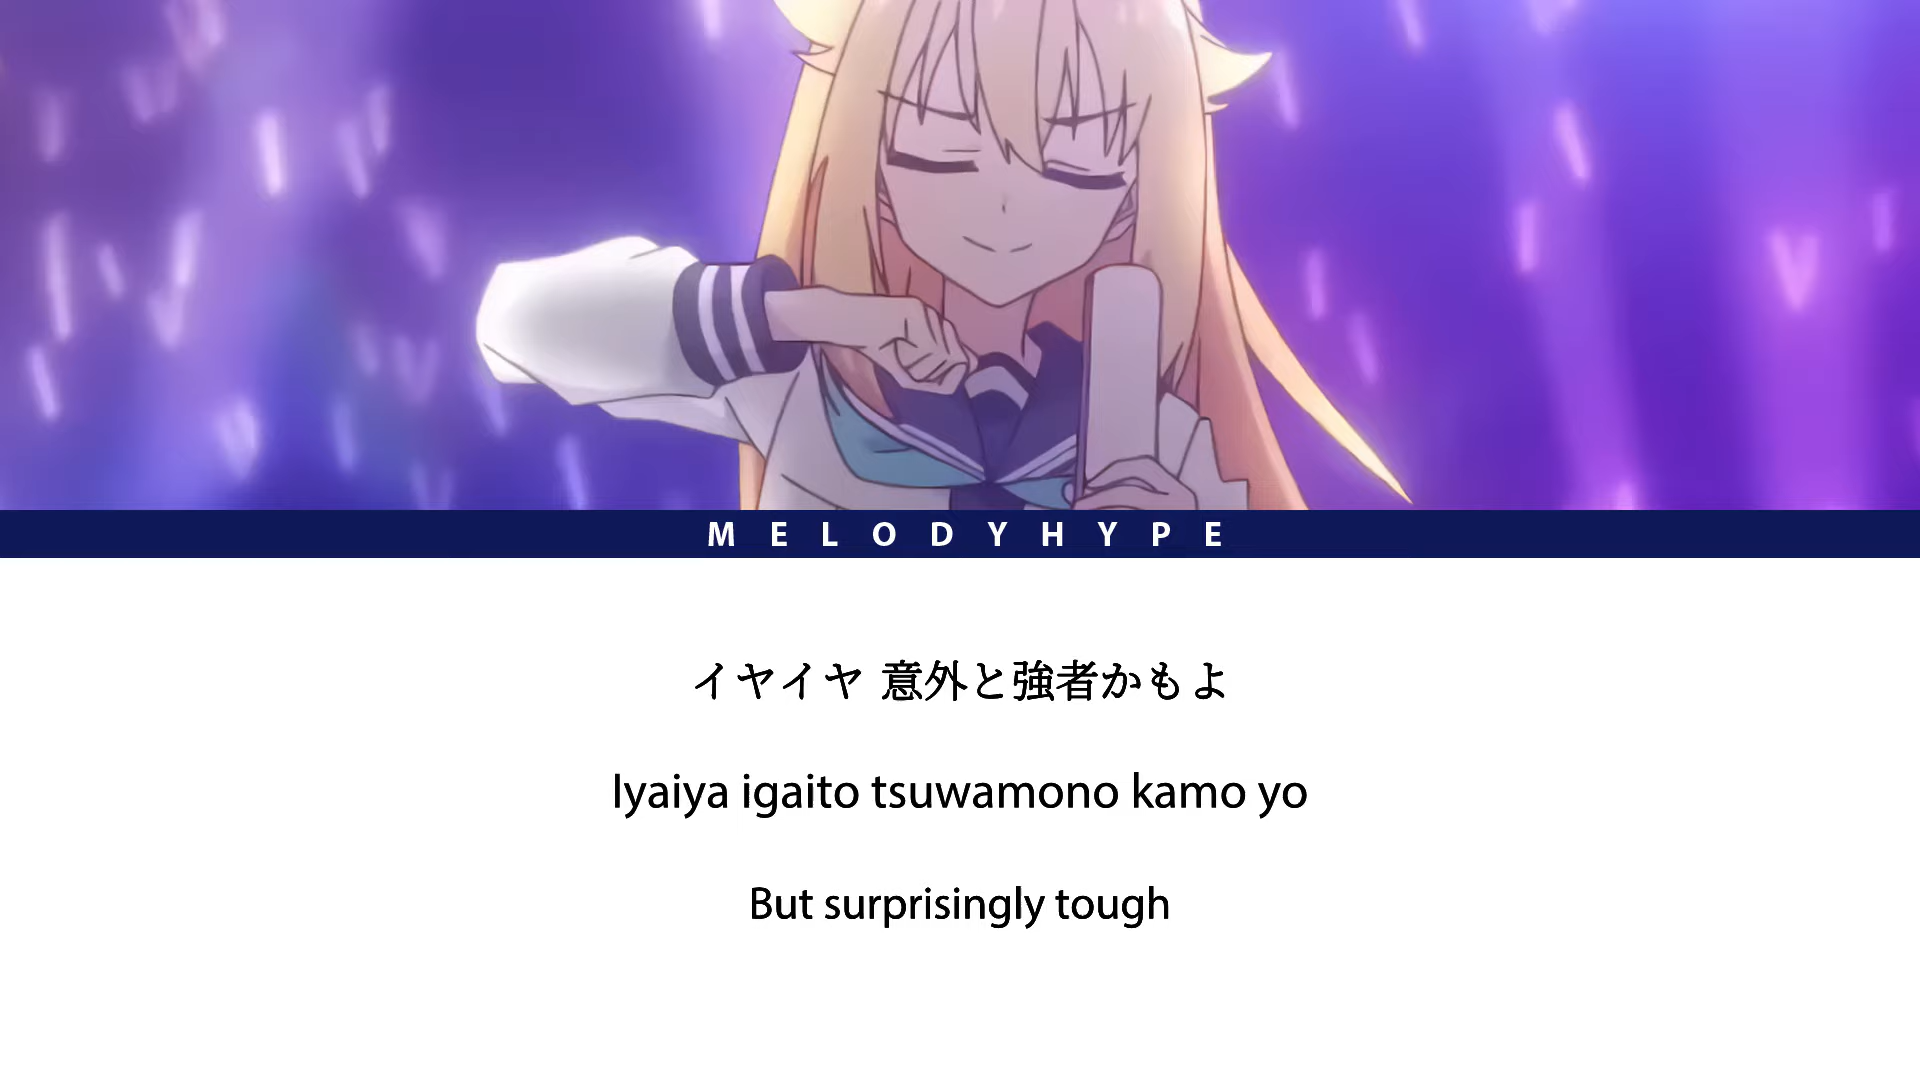 MELODYHYPE
イヤイヤ 意外と強者かもよ
Iyaiya igaito tsuwamono kamo yo
But surprisingly tough